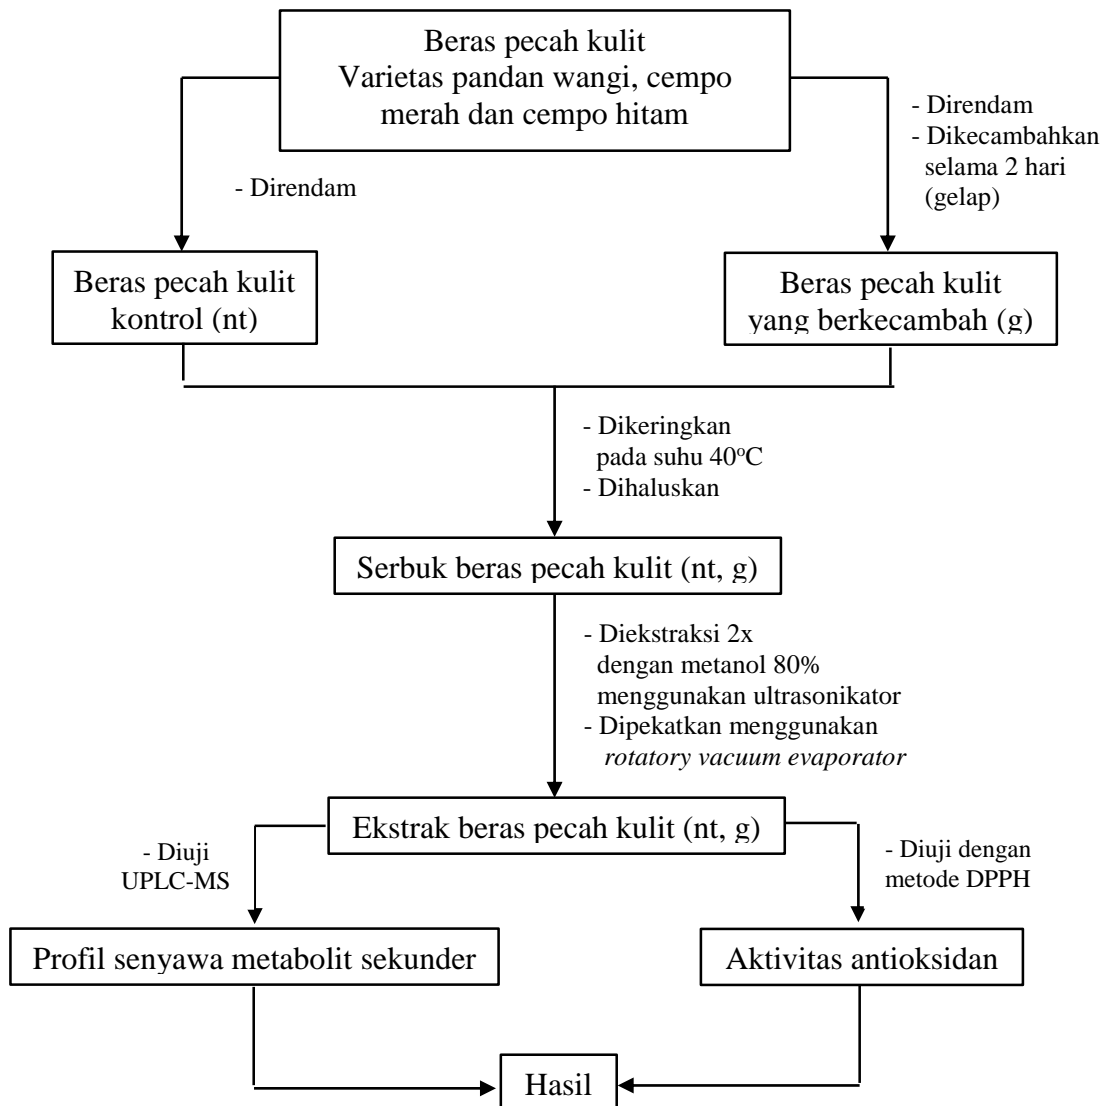 Beras pecah kulit
Varietas pandan wangi, cempo
merah dan cempo hitam
- Direndam
- Direndam
- Dikecambahkan
selama 2 hari
(gelap)
Beras pecah kulit
kontrol (nt)
Beras pecah kulit
yang berkecambah (g)
- Dikeringkan
pada suhu 40°C
- Dihaluskan
Serbuk beras pecah kulit (nt, g)
- Diekstraksi 2x
dengan metanol 80%
menggunakan ultrasonikator
- Dipekatkan menggunakan
rotatory vacuum evaporator
Ekstrak beras pecah kulit (nt, g)
- Diuji
UPLC-MS
- Diuji dengan
metode DPPH
Profil senyawa metabolit sekunder
Aktivitas antioksidan
Hasil